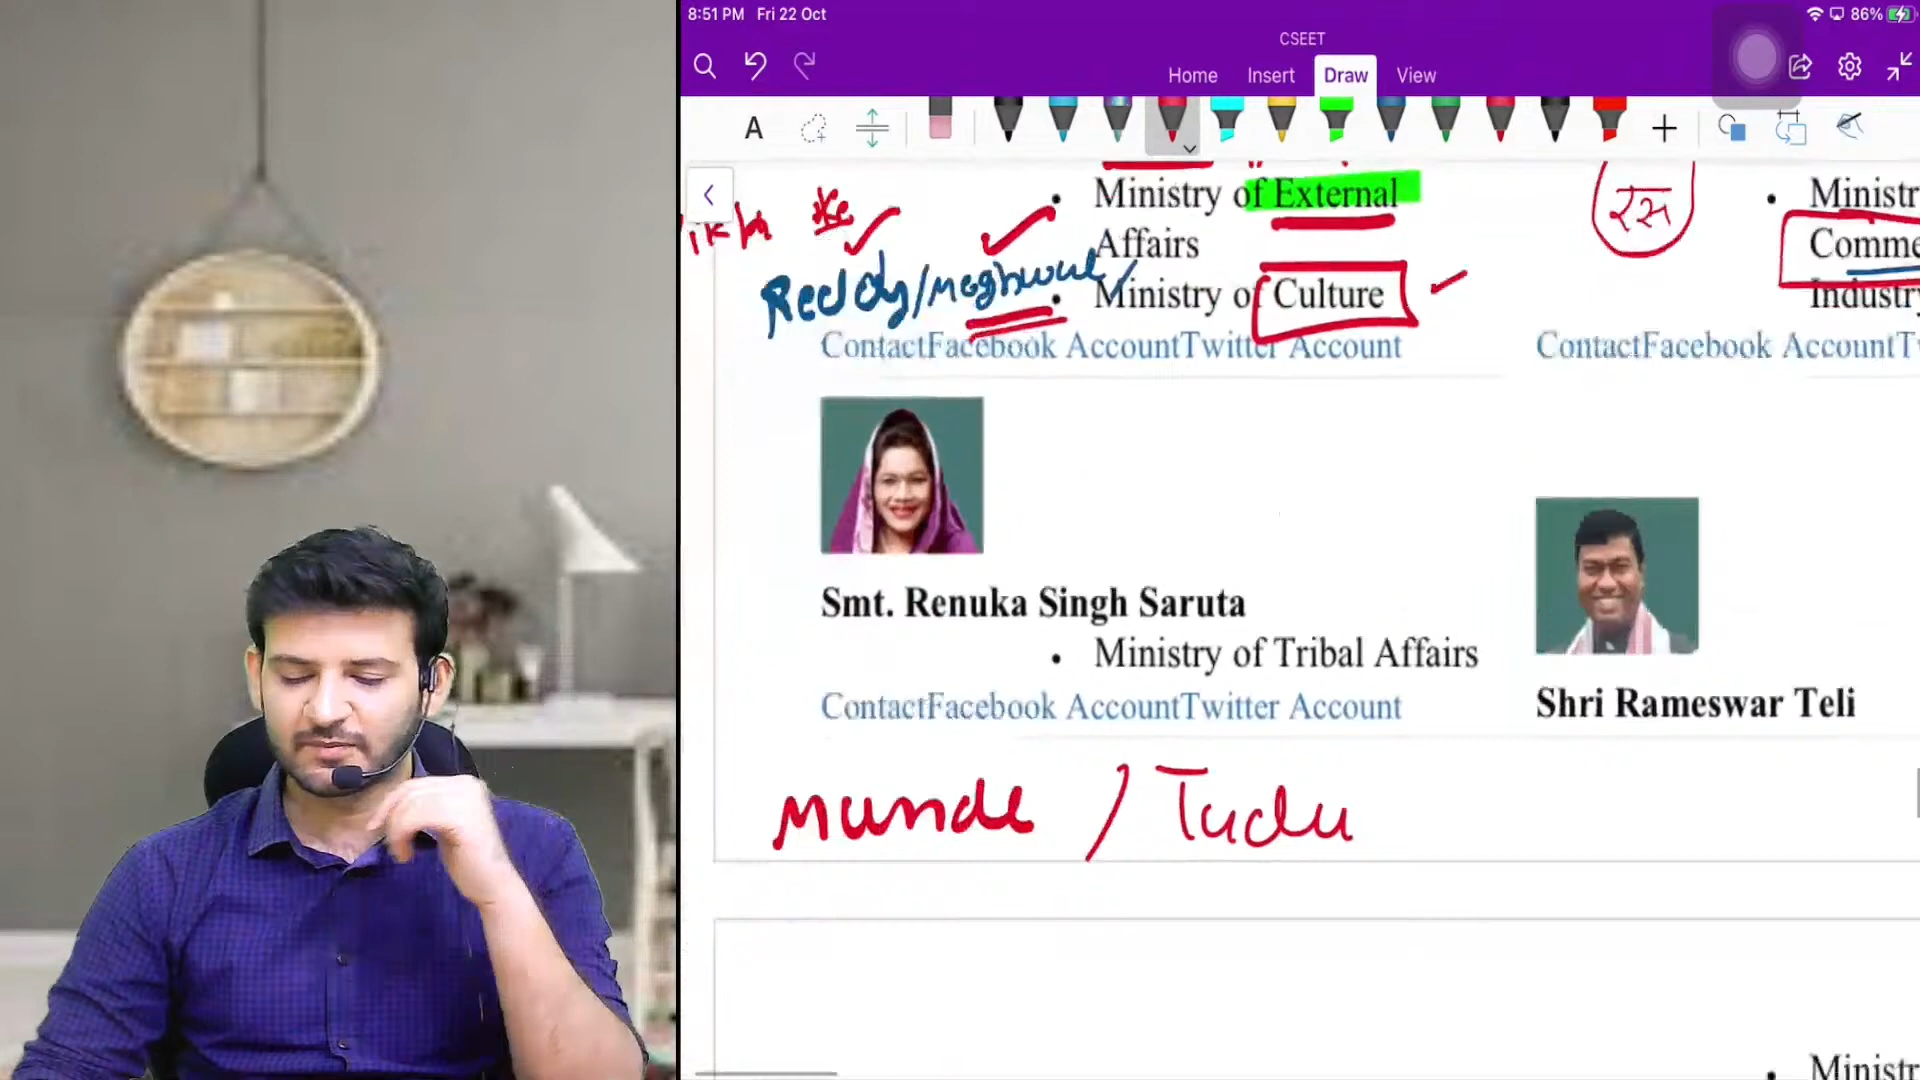 8:51 PM Fri 22 Oct
86%
CSEET
Home Insert Draw View
A
Ministry of External
Affairs
Reddy/Meghwal/
Ministry of Culture
ContactFacebook AccountTwitter Account
रस
Ministr
Comme
Industry
ContactFacebook AccountT
Smt. Renuka Singh Saruta
Ministry of Tribal Affairs
ContactFacebook AccountTwitter Account
Shri Rameswar Teli
Munde / Tudu
Ministr